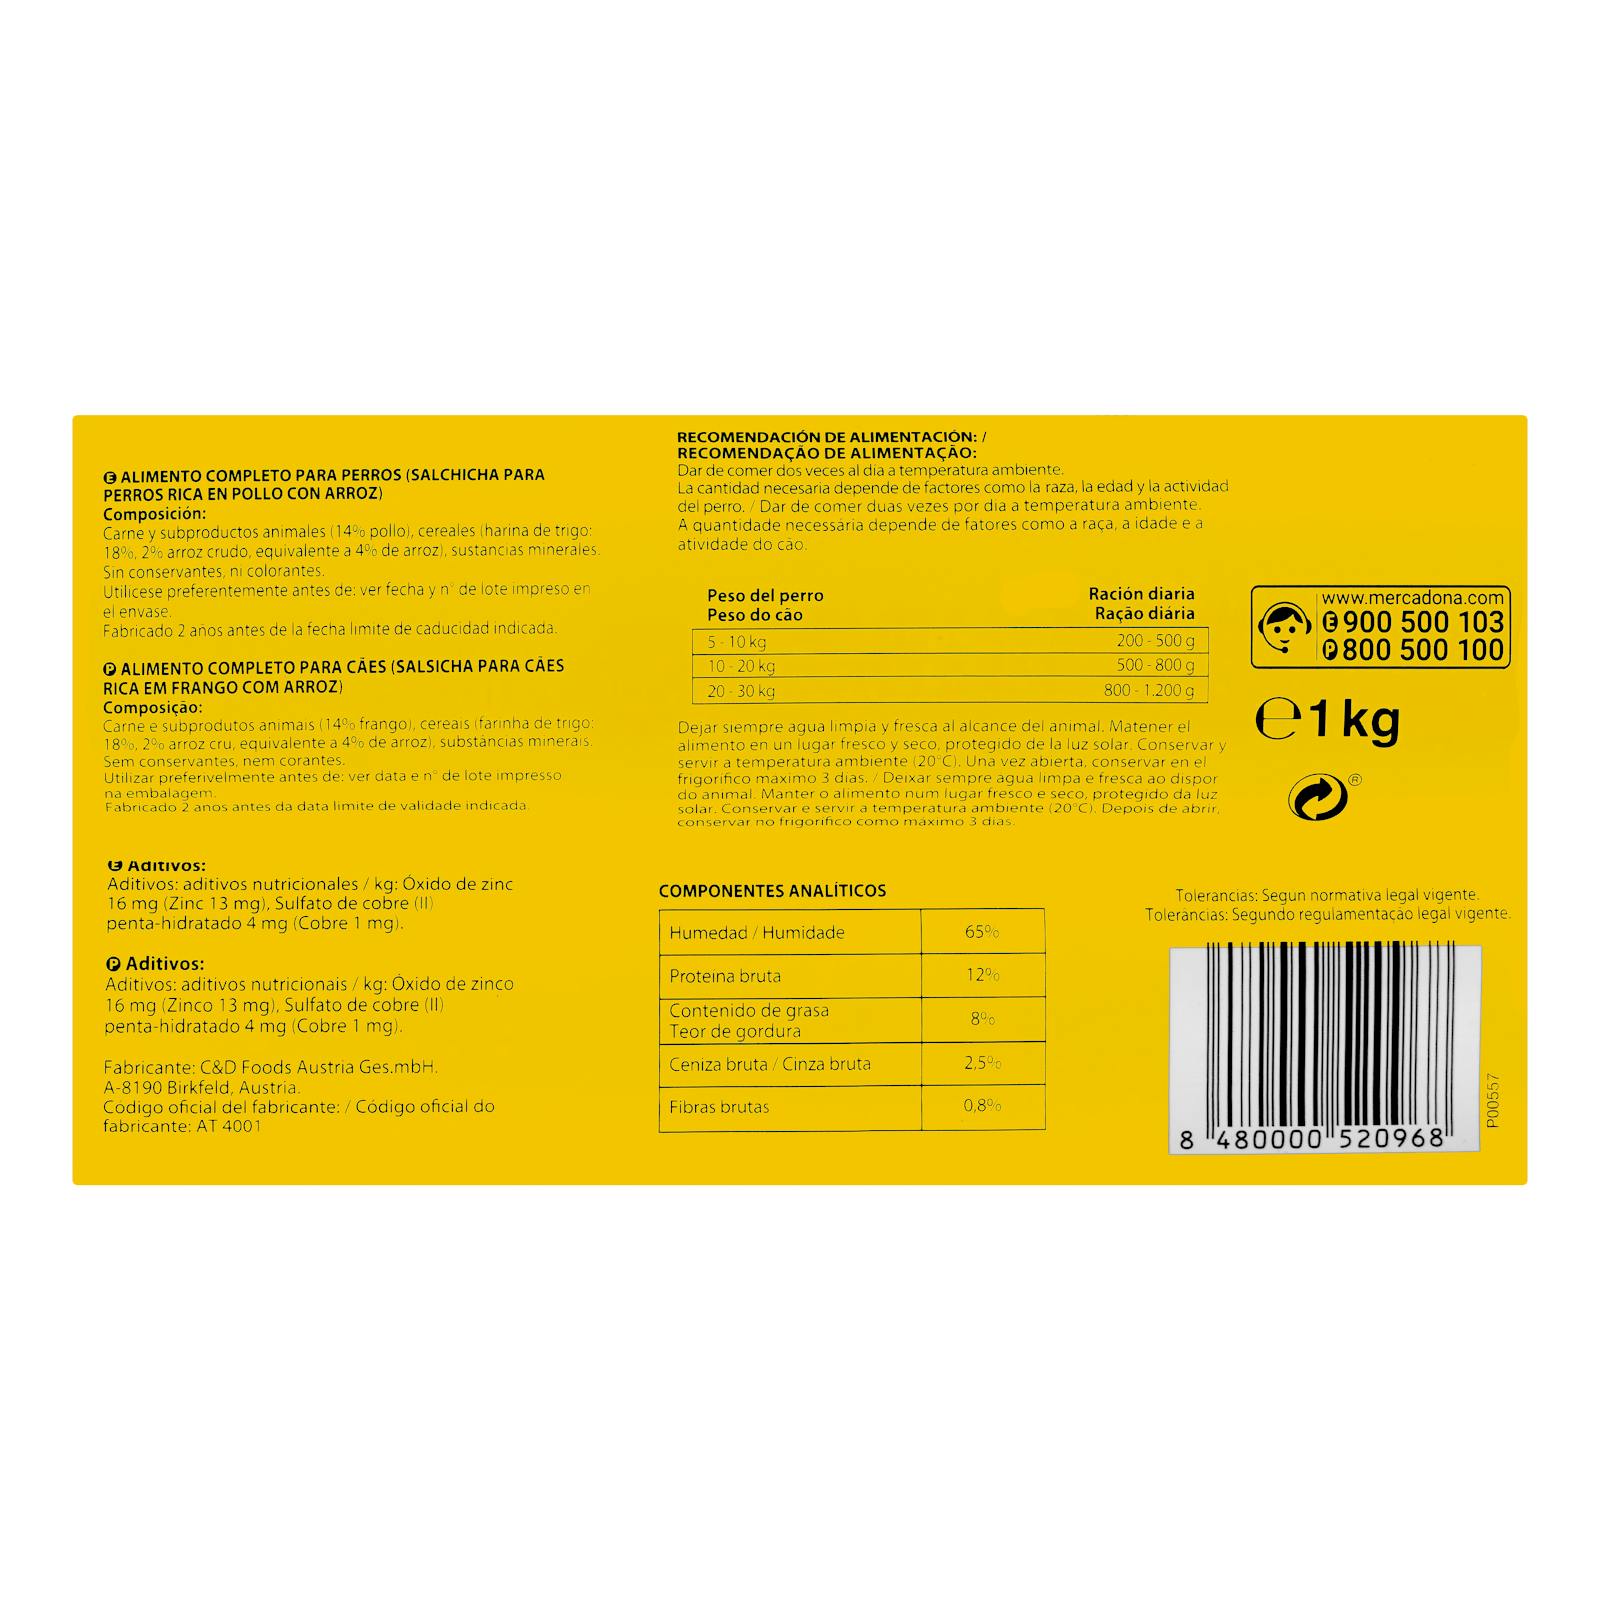 E ALIMENTO COMPLETO PARA PERROS (SALCHICHA PARA
PERROS RICA EN POLLO CON ARROZ)
Composición:
Carne y subproductos animales (14% pollo), cereales (harina de trigo:
18%, 2% arroz crudo, equivalente a 4% de arroz), sustancias minerales.
Sin conservantes, ni colorantes.
Utilícese preferentemente antes de: ver fecha y n° de lote impreso en
el envase.
Fabricado 2 años antes de la fecha límite de caducidad indicada.
P ALIMENTO COMPLETO PARA CÃES (SALSICHA PARA CÃES
RICA EM FRANGO COM ARROZ)
Composição:
Carne e subprodutos animais (14% frango), cereais (farinha de trigo:
18%, 2% arroz cru, equivalente a 4% de arroz), substâncias minerais.
Sem conservantes, nem corantes.
Utilizar preferivelmente antes de: ver data e n° de lote impresso
na embalagem.
Fabricado 2 anos antes da data limite de validade indicada.
E Aditivos:
Aditivos: aditivos nutricionales / kg: Óxido de zinc
16 mg (Zinc 13 mg), Sulfato de cobre (II)
penta-hidratado 4 mg (Cobre 1 mg).
P Aditivos:
Aditivos: aditivos nutricionais / kg: Óxido de zinco
16 mg (Zinco 13 mg), Sulfato de cobre (II)
penta-hidratado 4 mg (Cobre 1 mg).
Fabricante: C&D Foods Austria Ges.mbH.
A-8190 Birkfeld, Austria.
Código oficial del fabricante: / Código oficial do
fabricante: AT 4001
RECOMENDACIÓN DE ALIMENTACIÓN: /
RECOMENDAÇÃO DE ALIMENTAÇÃO:
Dar de comer dos veces al día a temperatura ambiente.
La cantidad necesaria depende de factores como la raza, la edad y la actividad
del perro. / Dar de comer duas vezes por dia a temperatura ambiente.
A quantidade necessária depende de fatores como a raça, a idade e a
atividade do cão.
Peso del perro Ración diaria
Peso do cão Ração diária
5 - 10 kg 200 - 500 g
10 - 20 kg 500 - 800 g
20 - 30 kg 800 - 1.200 g
Dejar siempre agua limpia y fresca al alcance del animal. Matener el
alimento en un lugar fresco y seco, protegido de la luz solar. Conservar y
servir a temperatura ambiente (20°C). Una vez abierta, conservar en el
frigorífico máximo 3 días. / Deixar sempre agua limpa e fresca ao dispor
do animal. Manter o alimento num lugar fresco e seco, protegido da luz
solar. Conservar e servir a temperatura ambiente (20°C). Depois de abrir,
conservar no frigorífico como máximo 3 dias.
COMPONENTES ANALÍTICOS
Humedad / Humidade 65%
Proteína bruta 12%
Contenido de grasa
Teor de gordura 8%
Ceniza bruta / Cinza bruta 2,5%
Fibras brutas 0,8%
www.mercadona.com
E 900 500 103
P 800 500 100
℮ 1 kg
®
Tolerancias: Segun normativa legal vigente.
Tolerâncias: Segundo regulamentação legal vigente.
P00557
8 480000 520968